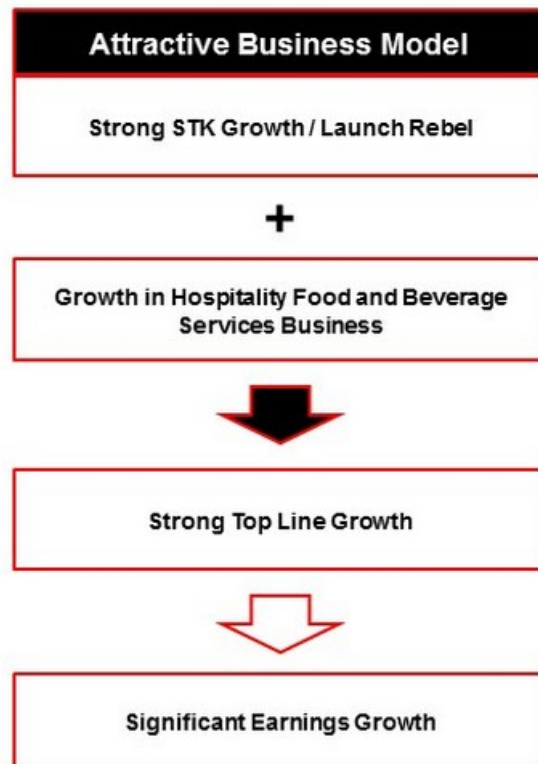 Attractive Business Model
Strong STK Growth / Launch Rebel
+
Growth in Hospitality Food and Beverage
Services Business
Strong Top Line Growth
Significant Earnings Growth